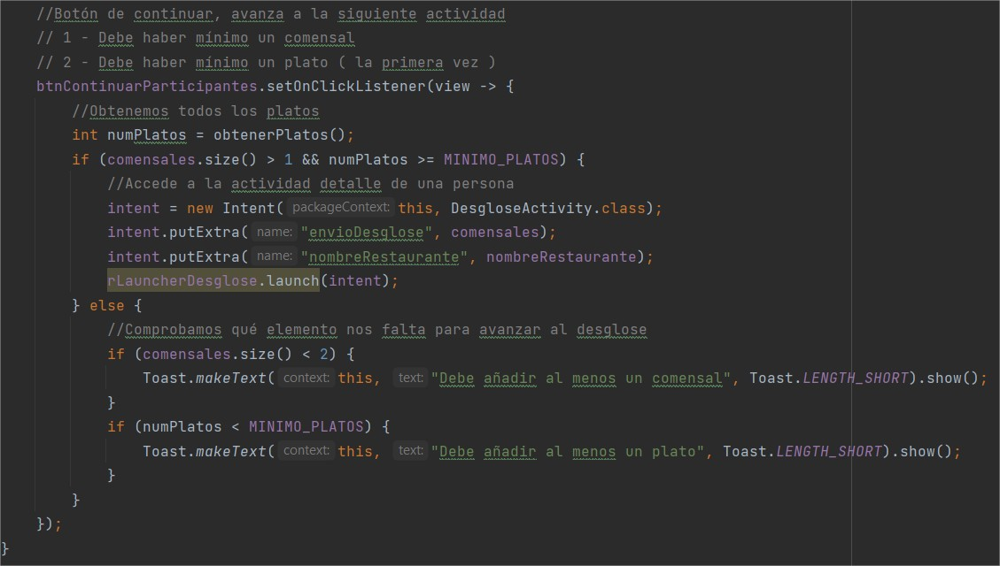 //Botón de continuar, avanza a la siguiente actividad
// 1 - Debe haber mínimo un comensal
// 2 - Debe haber mínimo un plato ( la primera vez )
btnContinuarParticipantes.setOnClickListener(view -> {
//Obtenemos todos los platos
int numPlatos = obtenerPlatos();
if (comensales.size() > 1 && numPlatos >= MINIMO_PLATOS) {
//Accede a la actividad detalle de una persona
intent = new Intent( packageContext: this, DesgloseActivity.class);
intent.putExtra( name: "envioDesglose", comensales);
intent.putExtra( name: "nombreRestaurante", nombreRestaurante);
rLauncherDesglose.launch(intent);
} else {
//Comprobamos qué elemento nos falta para avanzar al desglose
if (comensales.size() < 2) {
Toast.makeText( context: this, text: "Debe añadir al menos un comensal", Toast.LENGTH_SHORT).show();
}
if (numPlatos < MINIMO_PLATOS) {
Toast.makeText( context: this, text: "Debe añadir al menos un plato", Toast.LENGTH_SHORT).show();
}
}
});
}